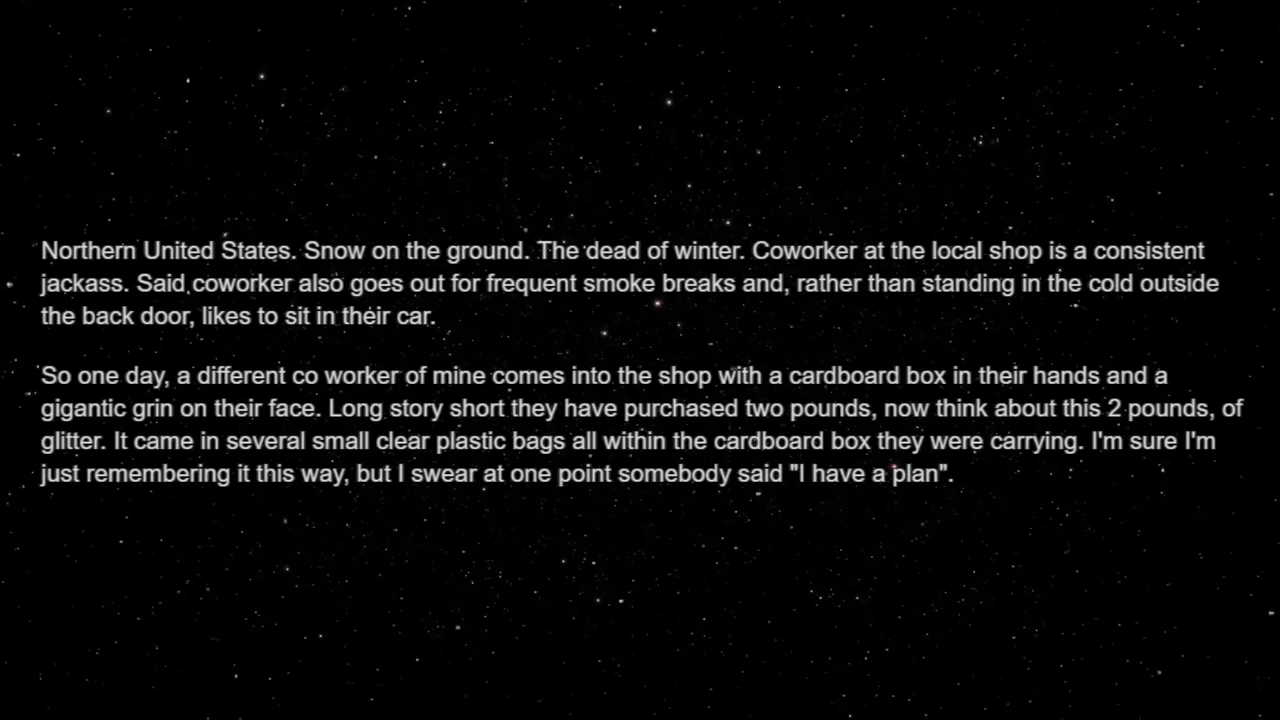 Northern United States. Snow on the ground. The dead of winter. Coworker at the local shop is a consistent
jackass. Said coworker also goes out for frequent smoke breaks and, rather than standing in the cold outside
the back door, likes to sit in their car.
So one day, a different co worker of mine comes into the shop with a cardboard box in their hands and a
gigantic grin on their face. Long story short they have purchased two pounds, now think about this 2 pounds, of
glitter. It came in several small clear plastic bags all within the cardboard box they were carrying. I'm sure I'm
just remembering it this way, but I swear at one point somebody said "I have a plan".